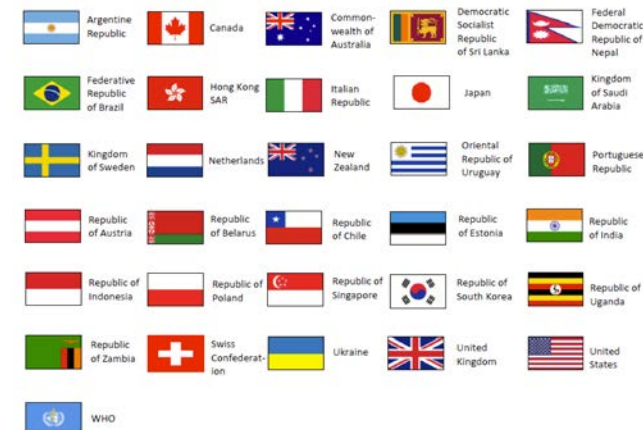 Argentine
Republic
Canada
Common-
wealth of
Australia
Democratic
Socialist
Republic
of Sri Lanka
Federal
Democratic
Republic of
Nepal
Federative
Republic
of Brazil
Hong Kong
SAR
Italian
Republic
Japan
Kingdom
of Saudi
Arabia
Kingdom
of Sweden
Netherlands
New
Zealand
Oriental
Republic of
Uruguay
Portuguese
Republic
Republic
of Austria
Republic
of Belarus
Republic
of Chile
Republic
of Estonia
Republic
of India
Republic of
Indonesia
Republic of
Poland
Republic of
Singapore
Republic of
South Korea
Republic of
Uganda
Republic
of Zambia
Swiss
Confederat-
ion
Ukraine
United
Kingdom
United
States
WHO